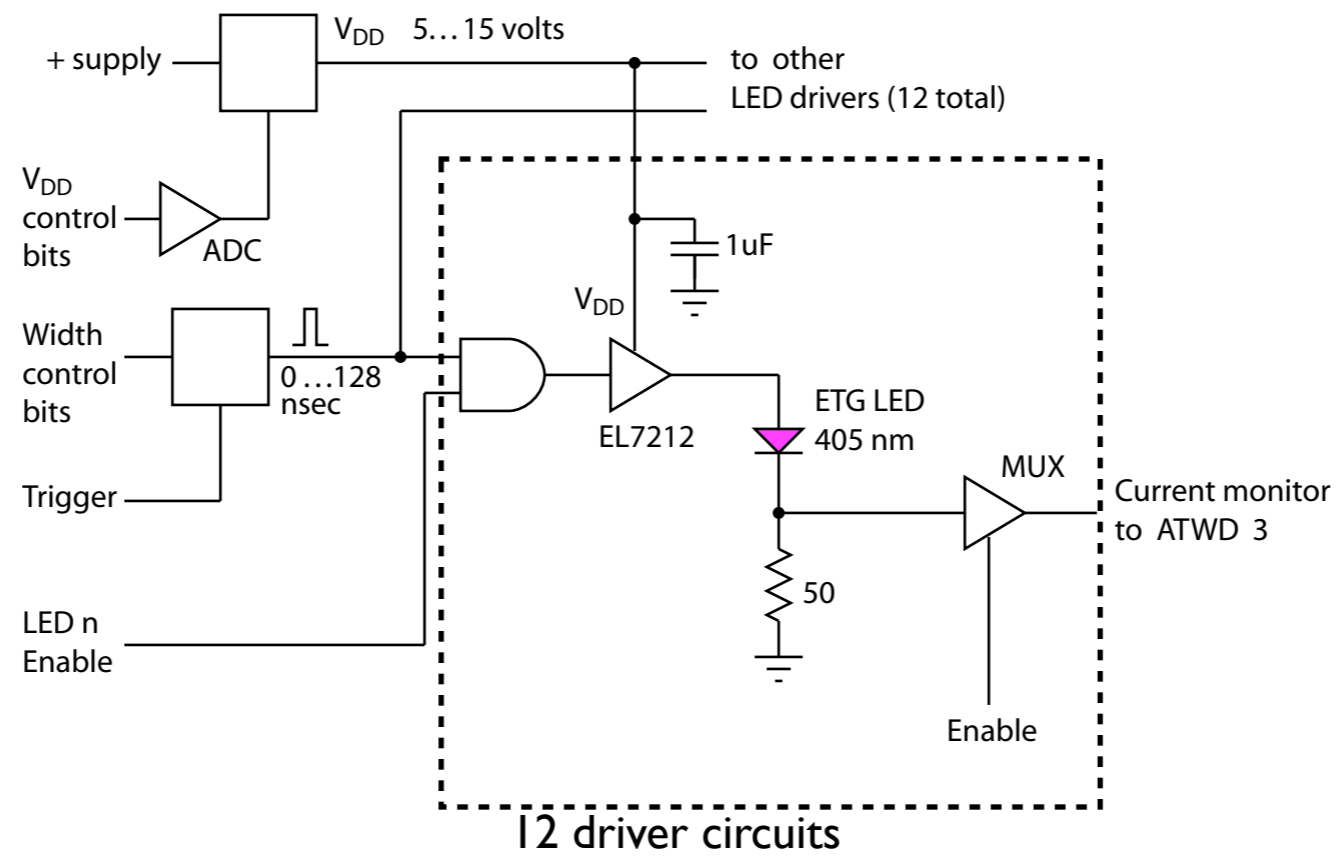 V_DD 5…15 volts
+ supply
to other
LED drivers (12 total)
V_DD
control
bits
ADC
1uF
V_DD
Width
control
bits
0 …128
nsec
EL7212
ETG LED
405 nm
MUX
Current monitor
to ATWD 3
Trigger
50
LED n
Enable
Enable
12 driver circuits